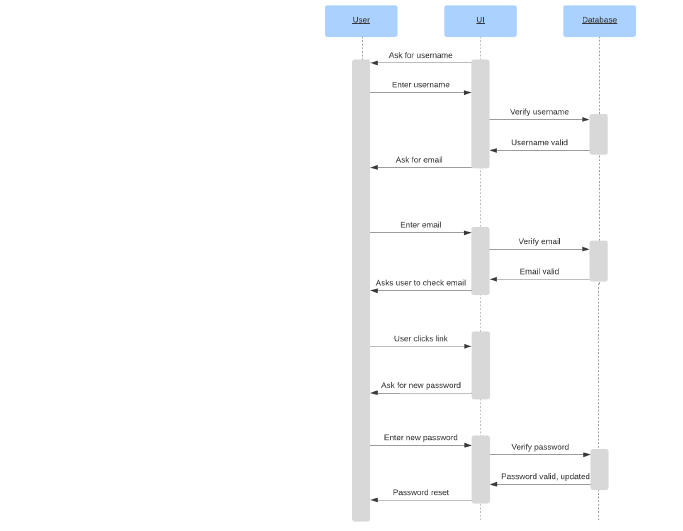 User
UI
Database
Ask for username
Enter username
Verify username
Username valid
Ask for email
Enter email
Verify email
Email valid
Asks user to check email
User clicks link
Ask for new password
Enter new password
Verify password
Password valid, updated
Password reset